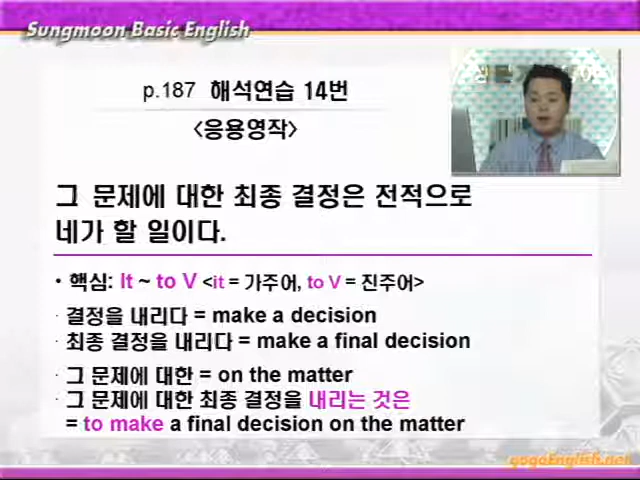 Sungmoon Basic English
p.187 해석연습 14번
<응용영작>
그 문제에 대한 최종 결정은 전적으로
네가 할 일이다.
• 핵심: It ~ to V <it = 가주어, to V = 진주어>
· 결정을 내리다 = make a decision
· 최종 결정을 내리다 = make a final decision
· 그 문제에 대한 = on the matter
· 그 문제에 대한 최종 결정을 내리는 것은
= to make a final decision on the matter
gogoEnglish.net